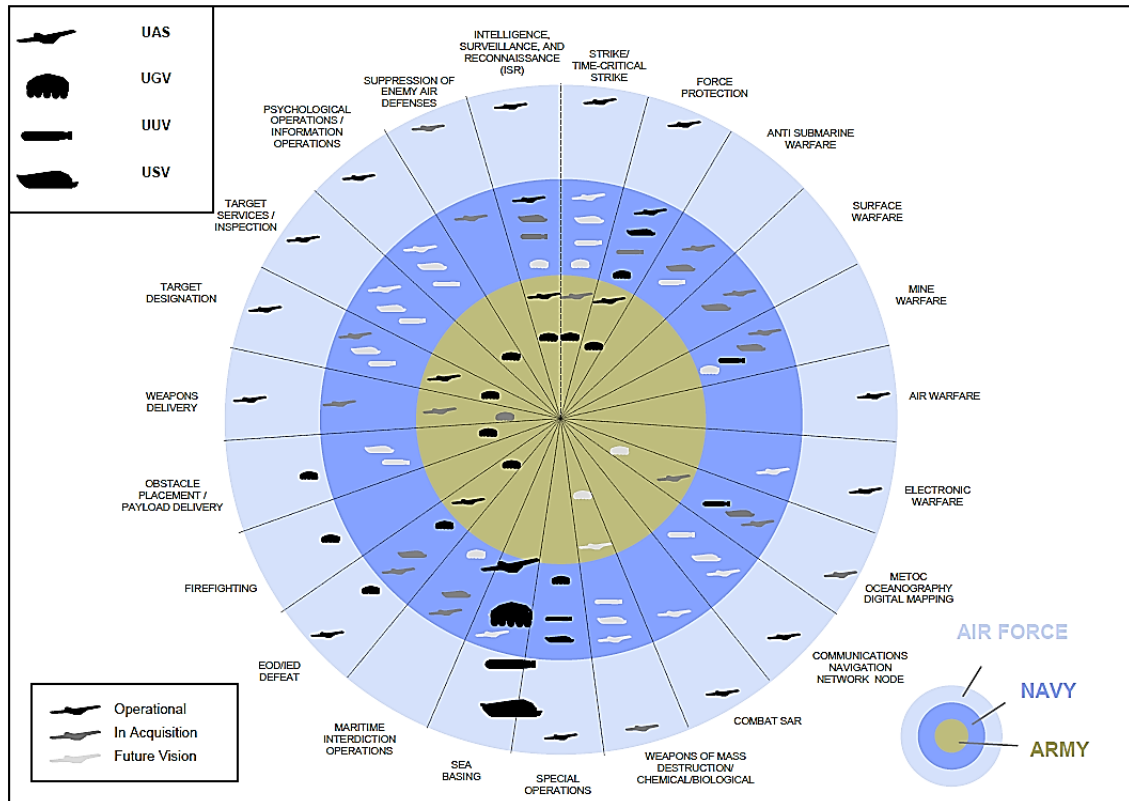 UAS
UGV
UUV
USV
INTELLIGENCE,
SURVEILLANCE, AND
RECONNAISSANCE
(ISR)
STRIKE/
TIME-CRITICAL
STRIKE
FORCE
PROTECTION
ANTI SUBMARINE
WARFARE
SURFACE
WARFARE
MINE
WARFARE
AIR WARFARE
ELECTRONIC
WARFARE
METOC
OCEANOGRAPHY
DIGITAL MAPPING
COMMUNICATIONS
NAVIGATION
NETWORK NODE
COMBAT SAR
WEAPONS OF MASS
DESTRUCTION/
CHEMICAL/BIOLOGICAL
SPECIAL
OPERATIONS
SEA
BASING
MARITIME
INTERDICTION
OPERATIONS
EOD/IED
DEFEAT
FIREFIGHTING
OBSTACLE
PLACEMENT /
PAYLOAD DELIVERY
WEAPONS
DELIVERY
TARGET
DESIGNATION
TARGET
SERVICES /
INSPECTION
PSYCHOLOGICAL
OPERATIONS /
INFORMATION
OPERATIONS
SUPPRESSION OF
ENEMY AIR
DEFENSES
Operational
In Acquisition
Future Vision
AIR FORCE
NAVY
ARMY